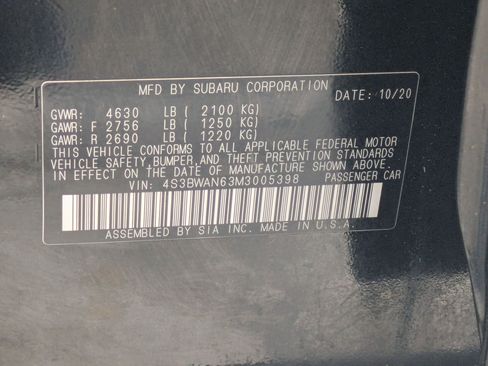 MFD BY SUBARU CORPORATION
DATE: 10/20
GVWR: 4630 LB ( 2100 KG)
GAWR: F 2756 LB ( 1250 KG)
GAWR: R 2690 LB ( 1220 KG)
THIS VEHICLE CONFORMS TO ALL APPLICABLE FEDERAL MOTOR
VEHICLE SAFETY, BUMPER, AND THEFT PREVENTION STANDARDS
IN EFFECT ON THE DATE OF MANUFACTURE SHOWN ABOVE.
VIN: 4S3BWAN63M3005398 PASSENGER CAR
ASSEMBLED BY SIA INC. MADE IN U.S.A.